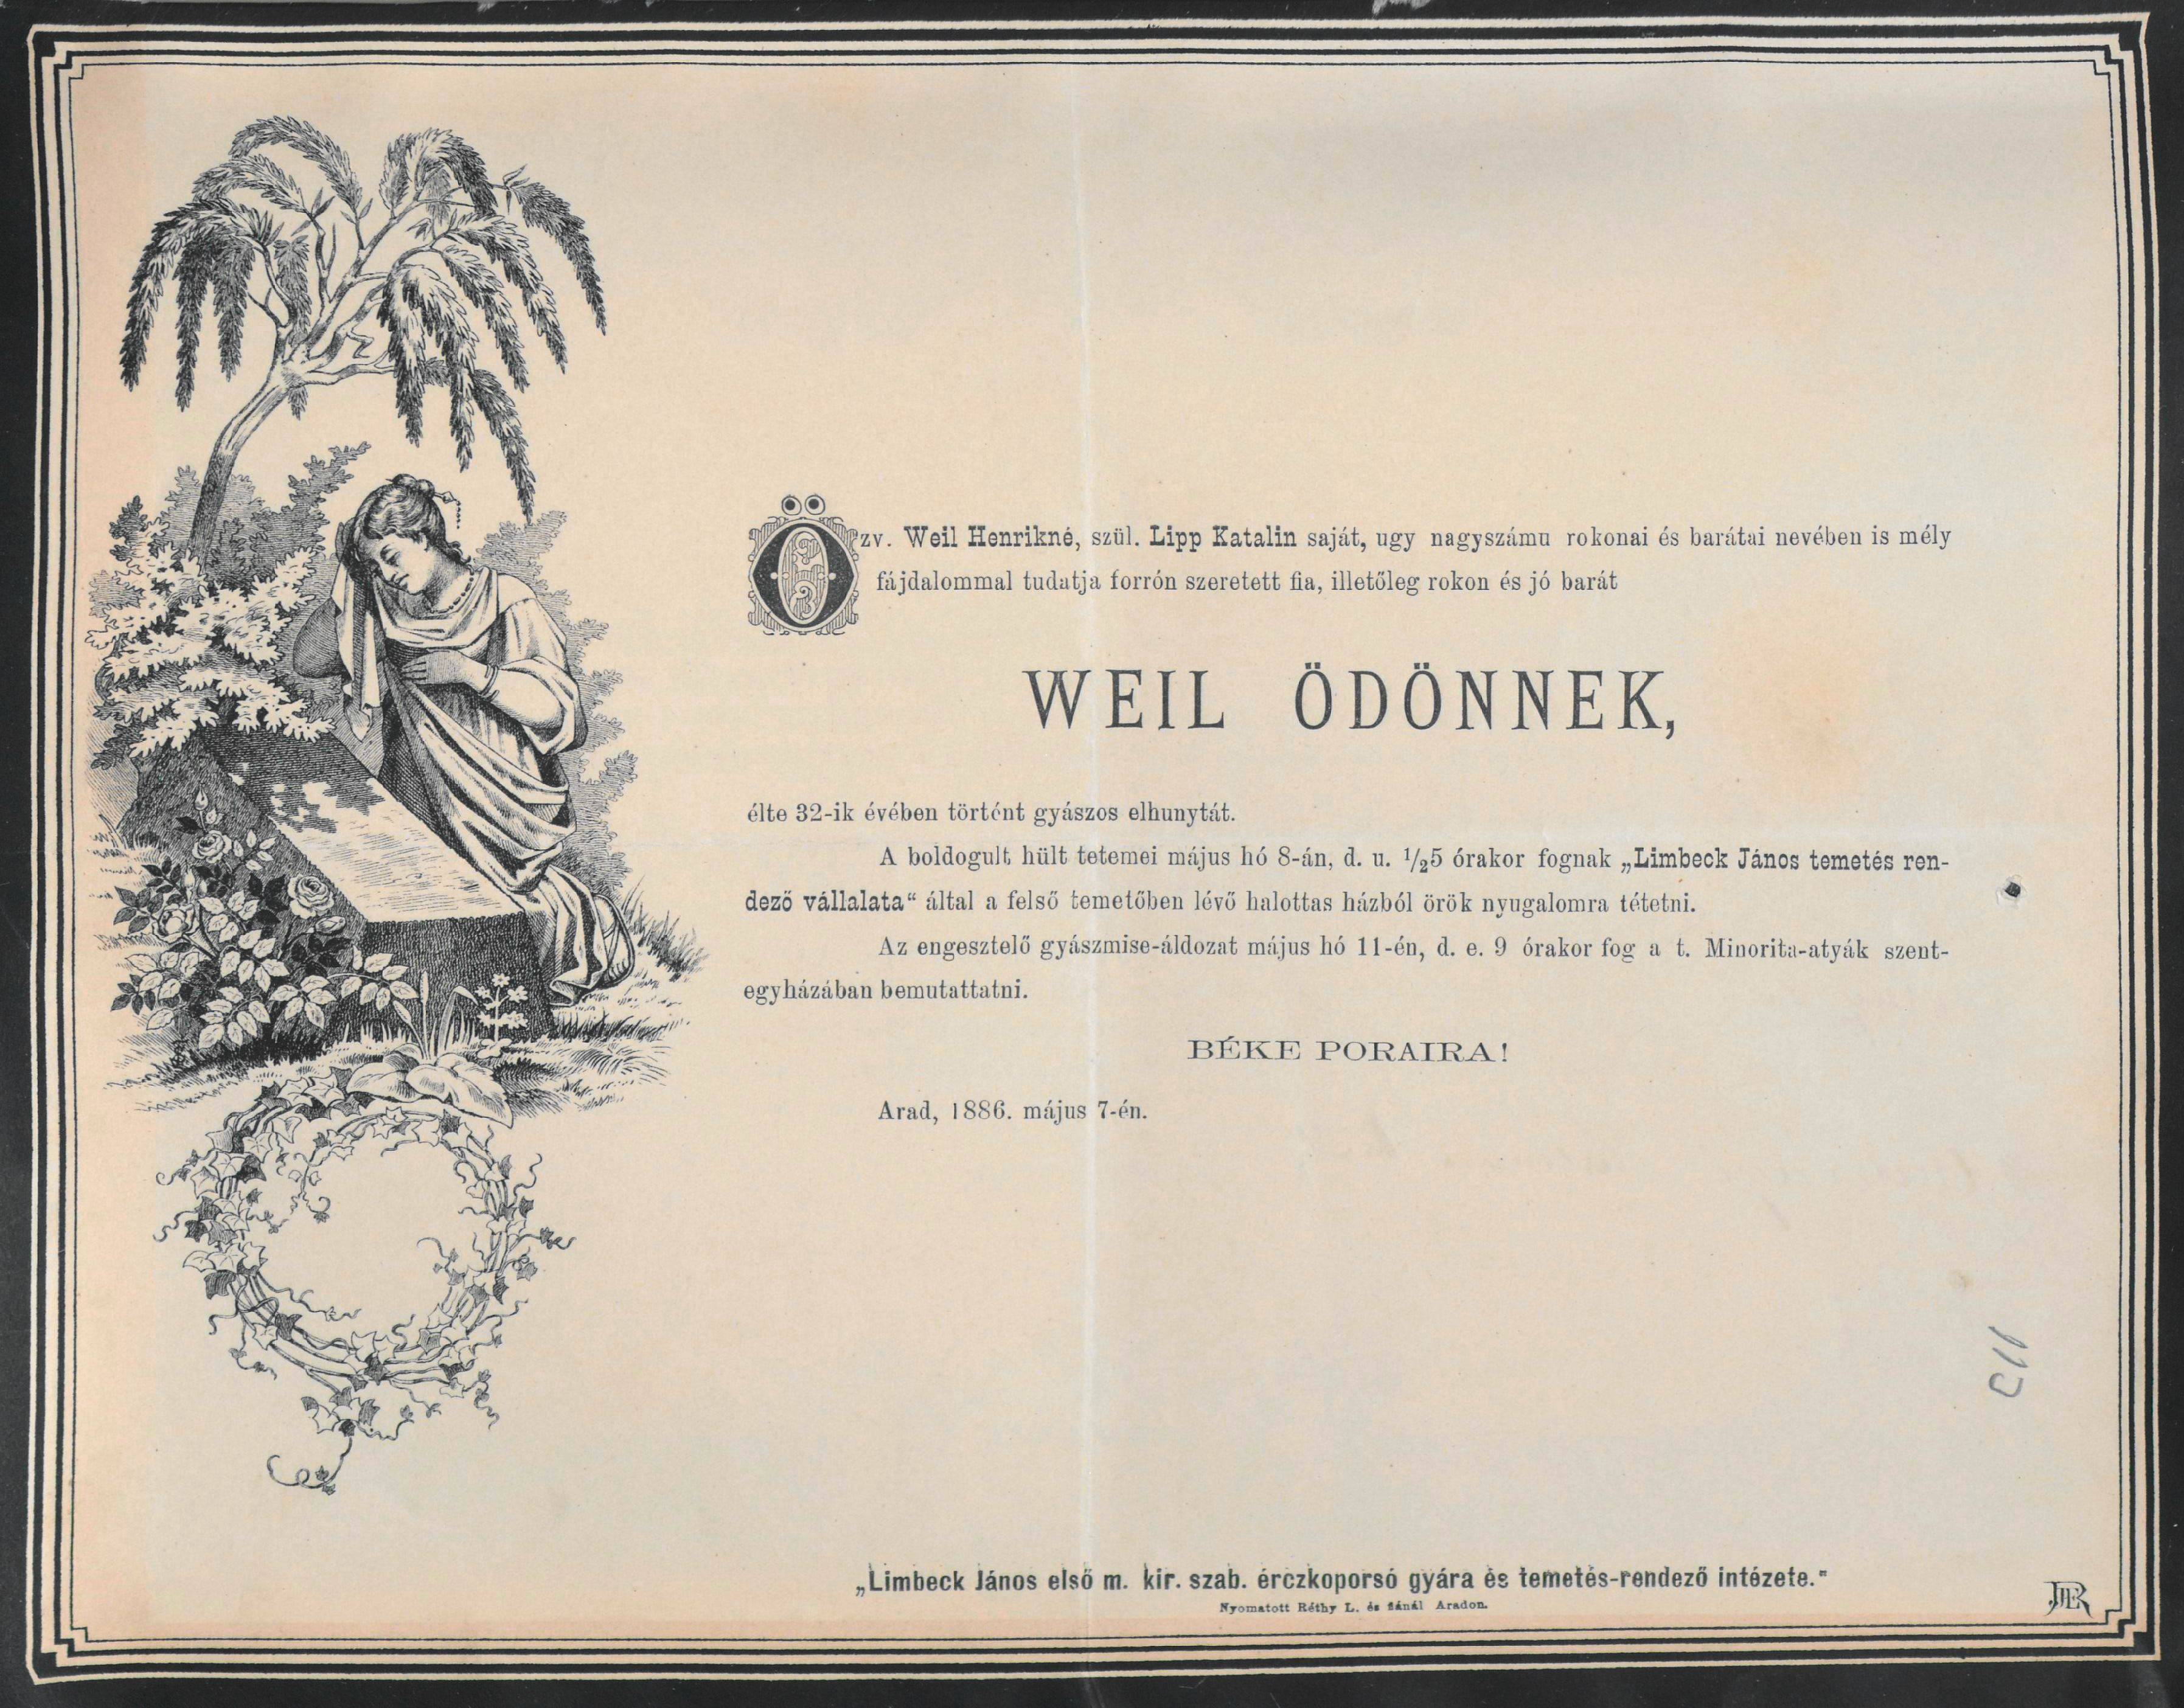 Özv. Weil Henrikné, szül. Lipp Katalin saját, ugy nagyszámu rokonai és barátai nevében is mély
fájdalommal tudatja forrón szeretett fia, illetőleg rokon és jó barát
WEIL ÖDÖNNEK,
élte 32-ik évében történt gyászos elhunytát.
A boldogult hült tetemei május hó 8-án, d. u. 1/25 órakor fognak „Limbeck János temetés ren-
dező vállalata“ által a felső temetőben lévő halottas házból örök nyugalomra tétetni.
Az engesztelő gyászmise-áldozat május hó 11-én, d. e. 9 órakor fog a t. Minorita-atyák szent-
egyházában bemutattatni.
BÉKE PORAIRA!
Arad, 1886. május 7-én.
„Limbeck János első m. kir. szab. érczkoporsó gyára és temetés-rendező intézete."
Nyomatott Réthy L. és fiánál Aradon.